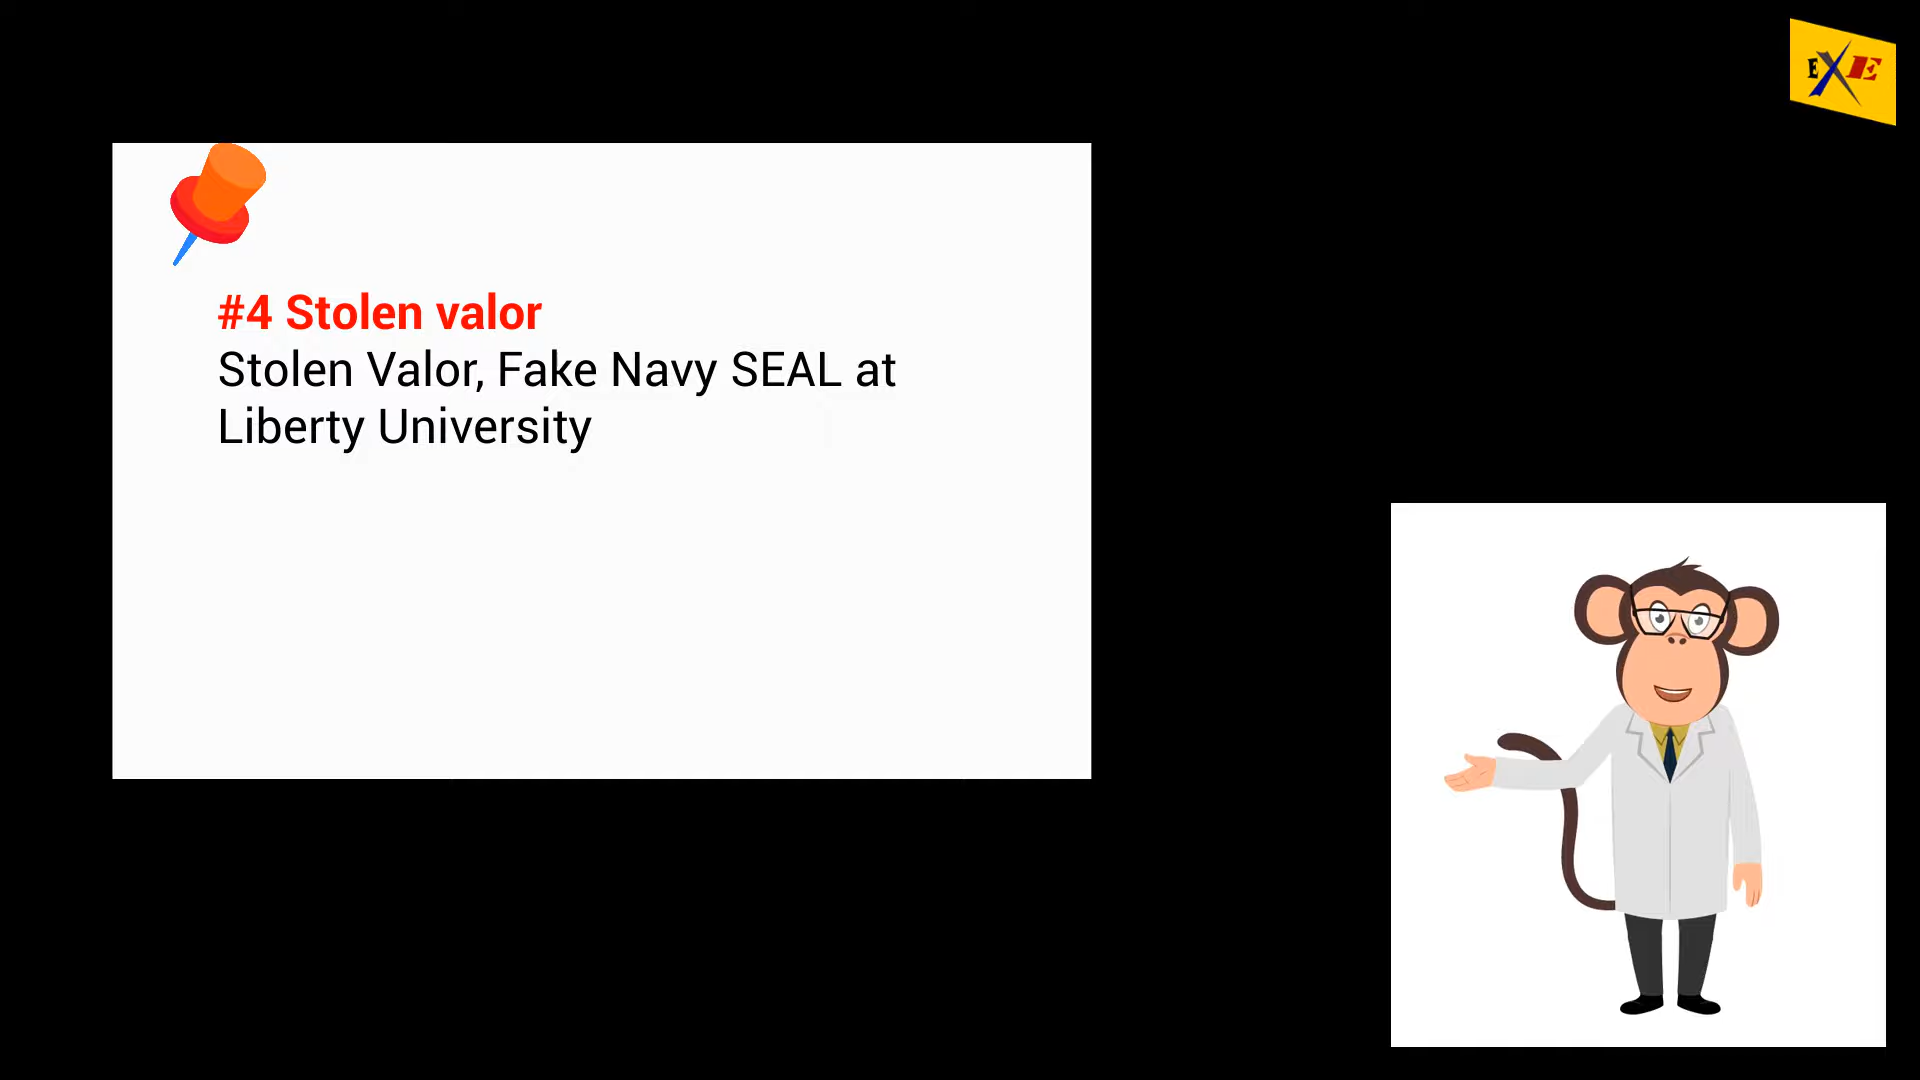 EXE
#4 Stolen valor
Stolen Valor, Fake Navy SEAL at
Liberty University